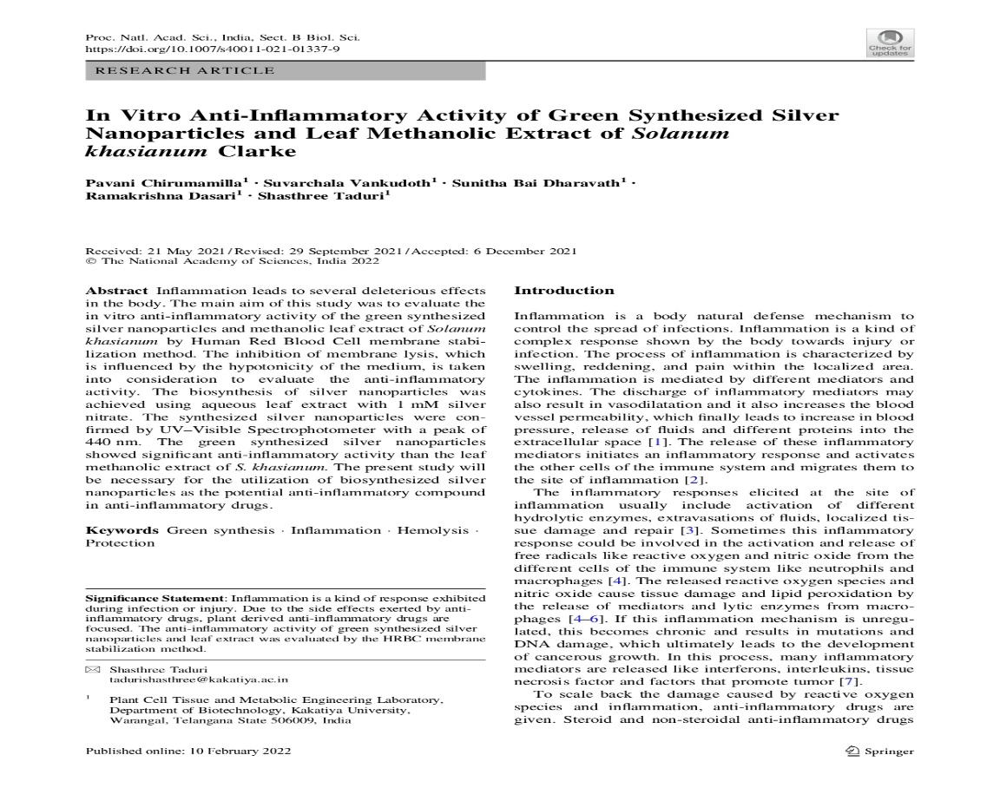 Proc. Natl. Acad. Sci., India, Sect. B Biol. Sci.
https://doi.org/10.1007/s40011-021-01337-9
Check for
updates
RESEARCH ARTICLE
In Vitro Anti-Inflammatory Activity of Green Synthesized Silver
Nanoparticles and Leaf Methanolic Extract of Solanum
khasianum Clarke
Pavani Chirumamilla1 · Suvarchala Vankudoth1 · Sunitha Bai Dharavath1 ·
Ramakrishna Dasari1 · Shasthree Taduri1
Received: 21 May 2021 / Revised: 29 September 2021 / Accepted: 6 December 2021
© The National Academy of Sciences, India 2022
Abstract Inflammation leads to several deleterious effects
in the body. The main aim of this study was to evaluate the
in vitro anti-inflammatory activity of the green synthesized
silver nanoparticles and methanolic leaf extract of Solanum
khasianum by Human Red Blood Cell membrane stabi-
lization method. The inhibition of membrane lysis, which
is influenced by the hypotonicity of the medium, is taken
into consideration to evaluate the anti-inflammatory
activity. The biosynthesis of silver nanoparticles was
achieved using aqueous leaf extract with 1 mM silver
nitrate. The synthesized silver nanoparticles were con-
firmed by UV–Visible Spectrophotometer with a peak of
440 nm. The green synthesized silver nanoparticles
showed significant anti-inflammatory activity than the leaf
methanolic extract of S. khasianum. The present study will
be necessary for the utilization of biosynthesized silver
nanoparticles as the potential anti-inflammatory compound
in anti-inflammatory drugs.
Keywords Green synthesis · Inflammation · Hemolysis ·
Protection
Significance Statement: Inflammation is a kind of response exhibited
during infection or injury. Due to the side effects exerted by anti-
inflammatory drugs, plant derived anti-inflammatory drugs are
focused. The anti-inflammatory activity of green synthesized silver
nanoparticles and leaf extract was evaluated by the HRBC membrane
stabilization method.
Shasthree Taduri
tadurishasthree@kakatiya.ac.in
1 Plant Cell Tissue and Metabolic Engineering Laboratory,
Department of Biotechnology, Kakatiya University,
Warangal, Telangana State 506009, India
Introduction
Inflammation is a body natural defense mechanism to
control the spread of infections. Inflammation is a kind of
complex response shown by the body towards injury or
infection. The process of inflammation is characterized by
swelling, reddening, and pain within the localized area.
The inflammation is mediated by different mediators and
cytokines. The discharge of inflammatory mediators may
also result in vasodilatation and it also increases the blood
vessel permeability, which finally leads to increase in blood
pressure, release of fluids and different proteins into the
extracellular space [1]. The release of these inflammatory
mediators initiates an inflammatory response and activates
the other cells of the immune system and migrates them to
the site of inflammation [2].
The inflammatory responses elicited at the site of
inflammation usually include activation of different
hydrolytic enzymes, extravasations of fluids, localized tis-
sue damage and repair [3]. Sometimes this inflammatory
response could be involved in the activation and release of
free radicals like reactive oxygen and nitric oxide from the
different cells of the immune system like neutrophils and
macrophages [4]. The released reactive oxygen species and
nitric oxide cause tissue damage and lipid peroxidation by
the release of mediators and lytic enzymes from macro-
phages [4–6]. If this inflammation mechanism is unregu-
lated, this becomes chronic and results in mutations and
DNA damage, which ultimately leads to the development
of cancerous growth. In this process, many inflammatory
mediators are released like interferons, interleukins, tissue
necrosis factor and factors that promote tumor [7].
To scale back the damage caused by reactive oxygen
species and inflammation, anti-inflammatory drugs are
given. Steroid and non-steroidal anti-inflammatory drugs
Published online: 10 February 2022
Springer